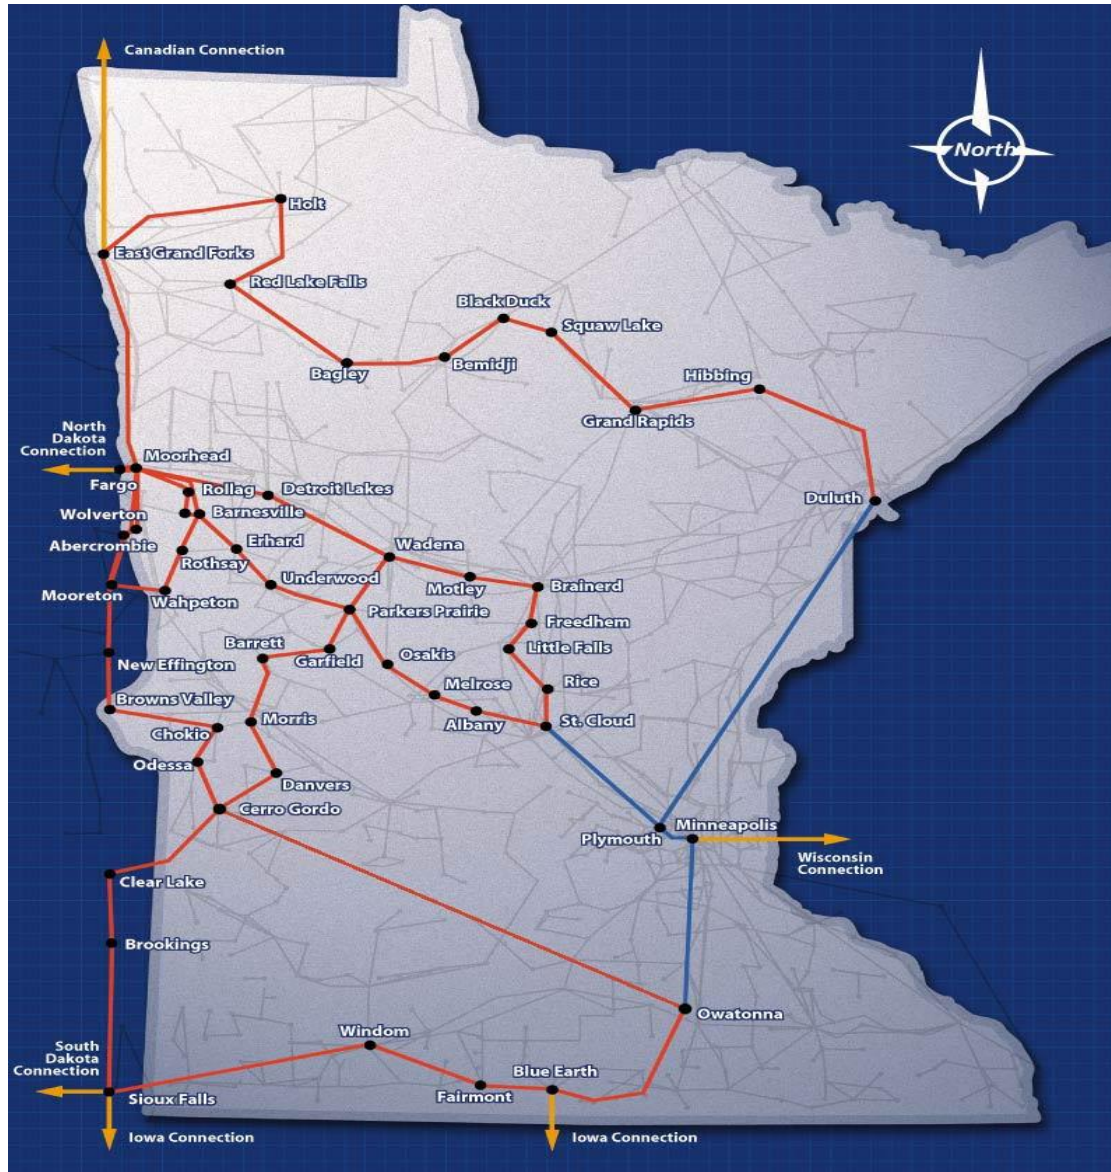 Canadian Connection
North
Holt
East Grand Forks
Red Lake Falls
Black Duck
Squaw Lake
Bagley
Bemidji
Hibbing
Grand Rapids
North
Dakota
Connection
Moorhead
Fargo
Rollag
Detroit Lakes
Duluth
Wolverton
Barnesville
Abercrombie
Erhard
Wadena
Rothsay
Underwood
Motley
Brainerd
Mooreton
Wahpeton
Parkers Prairie
Freedhem
Barrett
Garfield
Osakis
Little Falls
New Effington
Browns Valley
Melrose
Rice
Chokio
Morris
Albany
St. Cloud
Odessa
Danvers
Cerro Gordo
Plymouth
Minneapolis
Wisconsin
Connection
Clear Lake
Brookings
Owatonna
Windom
South
Dakota
Connection
Blue Earth
Sioux Falls
Fairmont
Iowa Connection
Iowa Connection